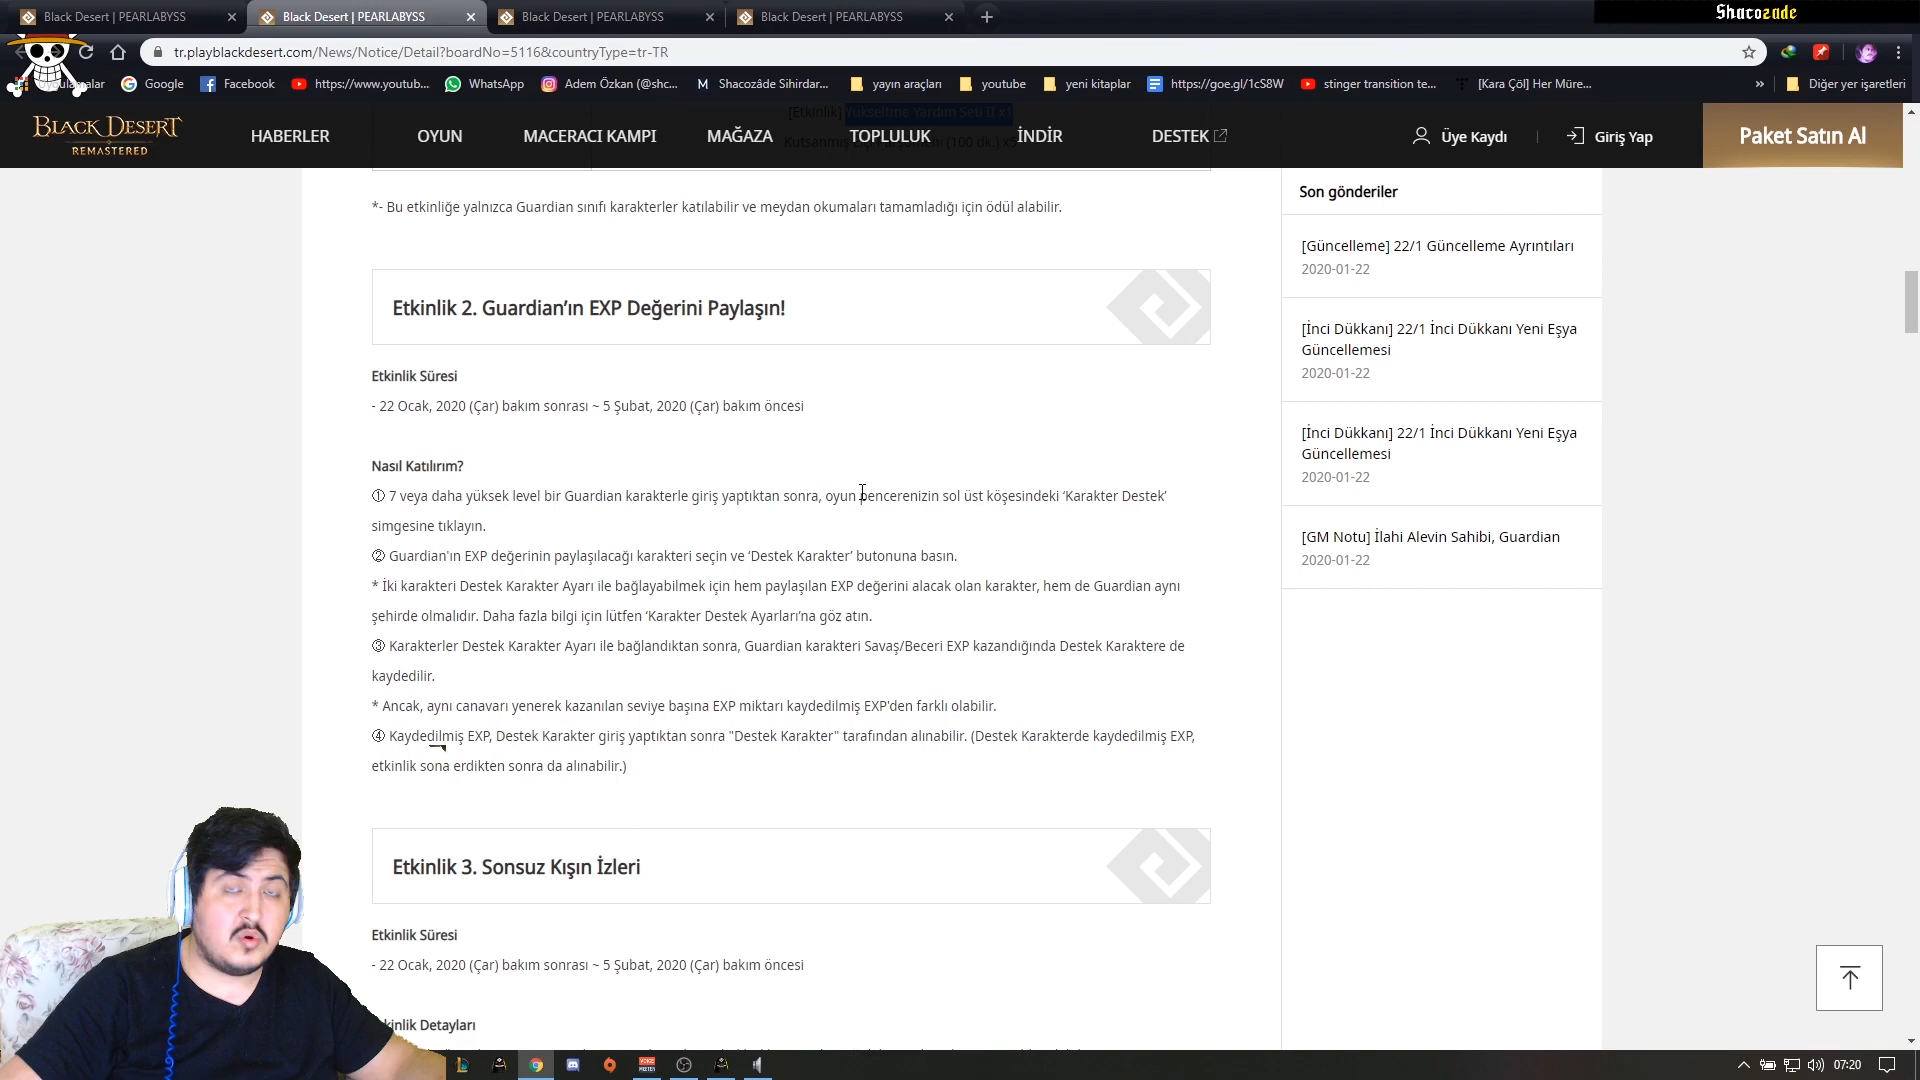 Shacozade
Black Desert | PEARLABYSS
Black Desert | PEARLABYSS
Black Desert | PEARLABYSS
Black Desert | PEARLABYSS
tr.playblackdesert.com/News/Notice/Detail?boardNo=5116&countryType=tr-TR
Google
Facebook
https://www.youtub...
WhatsApp
Adem Özkan (@shc...
Shacozâde Sihirdar...
yayın araçları
youtube
yeni kitaplar
https://goe.gl/1cS8W
stinger transition te...
[Kara Çöl] Her Müre...
»
Diğer yer işaretleri
[Etkinlik] Yükseltme Yardım Seti II x1
BLACK DESERT
REMASTERED
HABERLER
OYUN
MACERACI KAMPI
MAĞAZA
TOPLULUK
İNDİR
DESTEK
Üye Kaydı
Giriş Yap
Paket Satın Al
*- Bu etkinliğe yalnızca Guardian sınıfı karakterler katılabilir ve meydan okumaları tamamladığı için ödül alabilir.
Etkinlik 2. Guardian’ın EXP Değerini Paylaşın!
Etkinlik Süresi
- 22 Ocak, 2020 (Çar) bakım sonrası ~ 5 Şubat, 2020 (Çar) bakım öncesi
Nasıl Katılırım?
① 7 veya daha yüksek level bir Guardian karakterle giriş yaptıktan sonra, oyun pencerenizin sol üst köşesindeki ‘Karakter Destek’
simgesine tıklayın.
② Guardian'ın EXP değerinin paylaşılacağı karakteri seçin ve ‘Destek Karakter’ butonuna basın.
* İki karakteri Destek Karakter Ayarı ile bağlayabilmek için hem paylaşılan EXP değerini alacak olan karakter, hem de Guardian aynı
şehirde olmalıdır. Daha fazla bilgi için lütfen ‘Karakter Destek Ayarları’na göz atın.
③ Karakterler Destek Karakter Ayarı ile bağlandıktan sonra, Guardian karakteri Savaş/Beceri EXP kazandığında Destek Karaktere de
kaydedilir.
* Ancak, aynı canavarı yenerek kazanılan seviye başına EXP miktarı kaydedilmiş EXP'den farklı olabilir.
④ Kaydedilmiş EXP, Destek Karakter giriş yaptıktan sonra "Destek Karakter" tarafından alınabilir. (Destek Karakterde kaydedilmiş EXP,
etkinlik sona erdikten sonra da alınabilir.)
Etkinlik 3. Sonsuz Kışın İzleri
Etkinlik Süresi
- 22 Ocak, 2020 (Çar) bakım sonrası ~ 5 Şubat, 2020 (Çar) bakım öncesi
Detayları
Son gönderiler
[Güncelleme] 22/1 Güncelleme Ayrıntıları
2020-01-22
[İnci Dükkanı] 22/1 İnci Dükkanı Yeni Eşya
Güncellemesi
2020-01-22
[İnci Dükkanı] 22/1 İnci Dükkanı Yeni Eşya
Güncellemesi
2020-01-22
[GM Notu] İlahi Alevin Sahibi, Guardian
2020-01-22
07:20